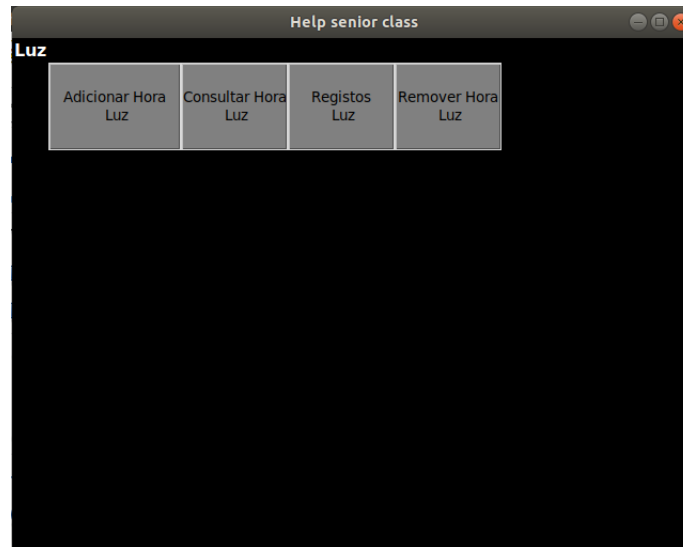 Help senior class
Luz
Adicionar Hora
Luz
Consultar Hora
Luz
Registos
Luz
Remover Hora
Luz